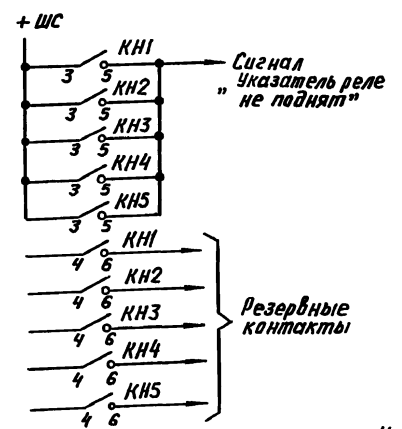 + ШС
КН1
3 5
Сигнал
„Указатель реле
не поднят”
КН2
3 5
КН3
3 5
КН4
3 5
КН5
3 5
КН1
4 6
КН2
4 6
КН3
4 6
Резервные
контакты
КН4
4 6
КН5
4 6